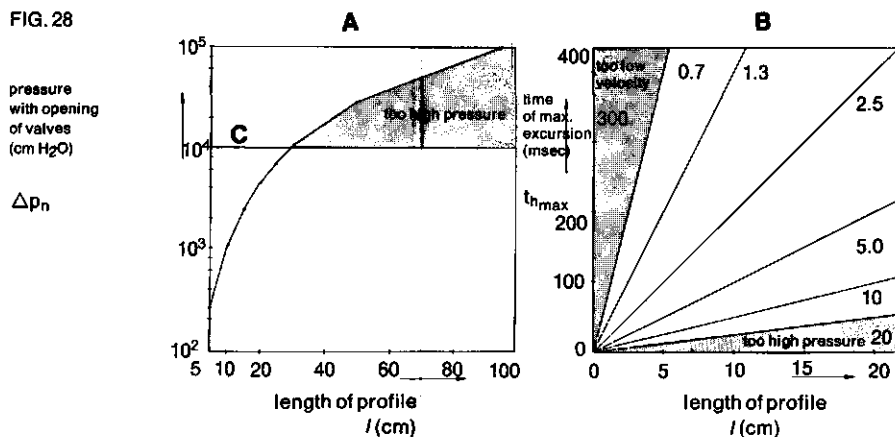 FIG. 28
A
B
pressure
with opening
of valves
(cm H2O)
Δpn
10^5
10^4
10^3
10^2
C
too high pressure
5 10 20 40 60 80 100
length of profile
l (cm)
time
of max.
excursion
(msec)
thmax
400
300
200
100
0
too low
velocity
0.7
1.3
2.5
5.0
10
20
too high pressure
0 5 10 15 20
length of profile
l (cm)